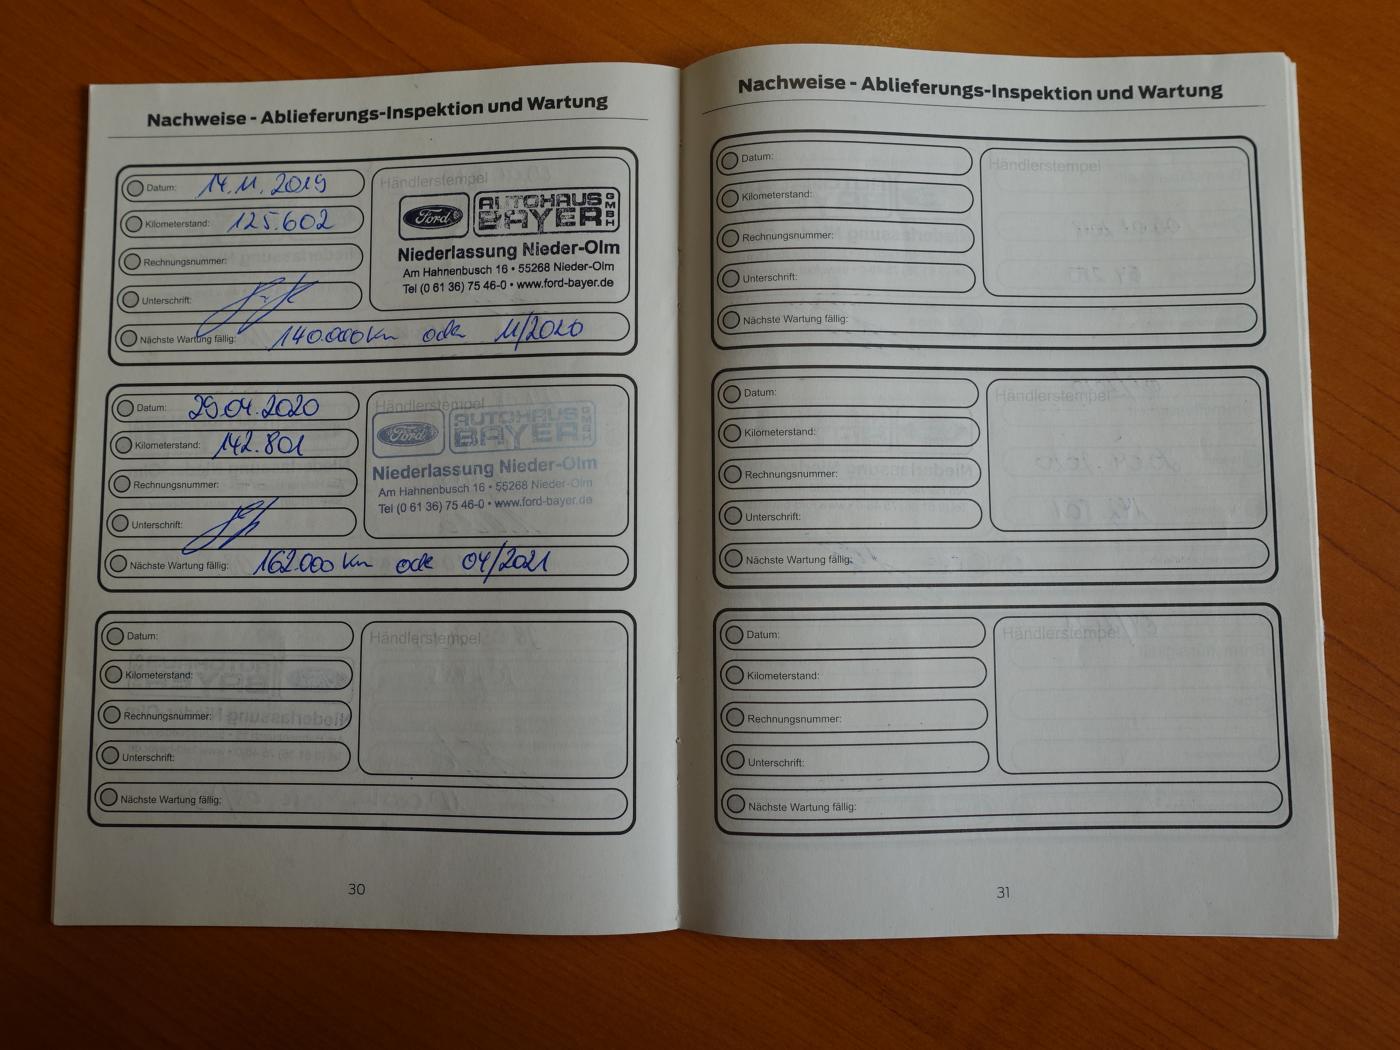 Nachweise - Ablieferungs-Inspektion und Wartung
Datum: 14.11.2019
Kilometerstand: 125.602
Rechnungsnummer:
Unterschrift:
Nächste Wartung fällig: 140.000 km oder 11/2020
Händlerstempel
Ford AUTOHAUS BAYER GMBH
Niederlassung Nieder-Olm
Am Hahnenbusch 16 • 55268 Nieder-Olm
Tel (0 61 36) 75 46-0 • www.ford-bayer.de
Datum: 29.04.2020
Kilometerstand: 142.801
Rechnungsnummer:
Unterschrift:
Nächste Wartung fällig: 162.000 km oder 04/2021
Händlerstempel
Ford AUTOHAUS BAYER GMBH
Niederlassung Nieder-Olm
Am Hahnenbusch 16 • 55268 Nieder-Olm
Tel (0 61 36) 75 46-0 • www.ford-bayer.de
Datum:
Kilometerstand:
Rechnungsnummer:
Unterschrift:
Nächste Wartung fällig:
Händlerstempel
30
Nachweise - Ablieferungs-Inspektion und Wartung
Datum:
Kilometerstand:
Rechnungsnummer:
Unterschrift:
Nächste Wartung fällig:
Händlerstempel
Datum:
Kilometerstand:
Rechnungsnummer:
Unterschrift:
Nächste Wartung fällig:
Händlerstempel
Datum:
Kilometerstand:
Rechnungsnummer:
Unterschrift:
Nächste Wartung fällig:
Händlerstempel
31